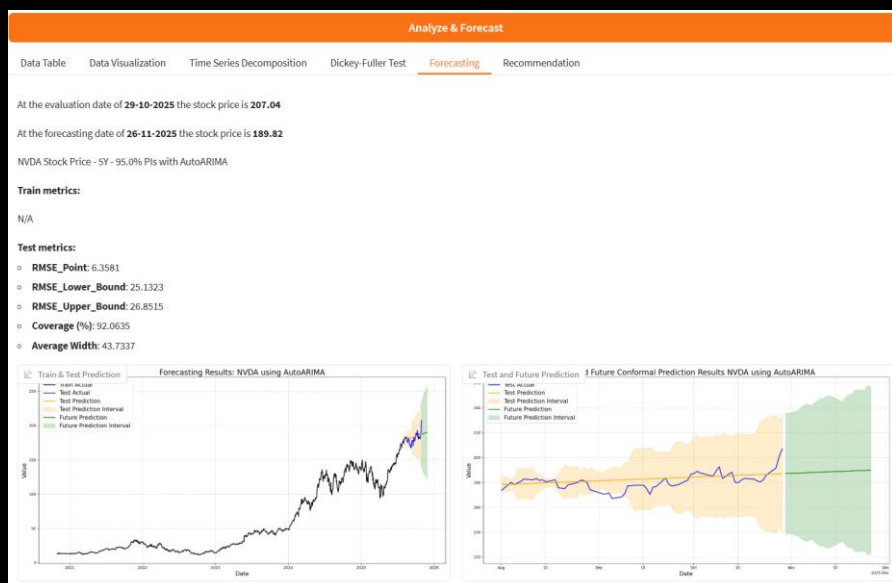 Analyze & Forecast
Data Table Data Visualization Time Series Decomposition Dickey-Fuller Test Forecasting Recommendation
At the evaluation date of 29-10-2025 the stock price is 207.04
At the forecasting date of 26-11-2025 the stock price is 189.82
NVDA Stock Price - 5Y - 95.0% PIs with AutoARIMA
Train metrics:
N/A
Test metrics:
RMSE_Point: 6.3581
RMSE_Lower_Bound: 25.1323
RMSE_Upper_Bound: 26.8515
Coverage (%): 92.0635
Average Width: 43.7337
Train & Test Prediction
Forecasting Results: NVDA using AutoARIMA
Train Actual
Test Actual
Test Prediction
Test Prediction Interval
Future Prediction
Future Prediction Interval
Value
2021 2022 2023 2024 2025 2026
Date
Test and Future Prediction
d Future Conformal Prediction Results NVDA using AutoARIMA
Test Actual
Test Prediction
Test Prediction Interval
Future Prediction
Future Prediction Interval
Value
Date